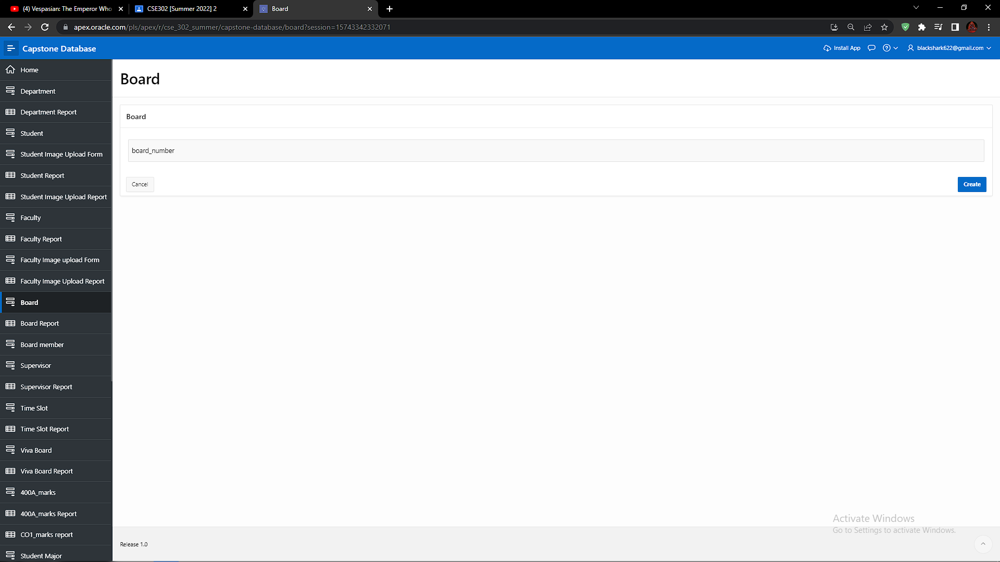 (4) Vespasian: The Emperor Who
CSE302 [Summer 2022] 2
Board
apex.oracle.com/pls/apex/r/cse_302_summer/capstone-database/board?session=15743342332071
Capstone Database
Install App
blackshark622@gmail.com
Home
Department
Department Report
Student
Student Image Upload Form
Student Report
Student Image Upload Report
Faculty
Faculty Report
Faculty Image upload Form
Faculty Image Upload Report
Board
Board Report
Board member
Supervisor
Supervisor Report
Time Slot
Time Slot Report
Viva Board
Viva Board Report
400A_marks
400A_marks Report
CO1_marks report
Student Major
Board
Board
board_number
Cancel
Create
Activate Windows
Go to Settings to activate Windows.
Release 1.0